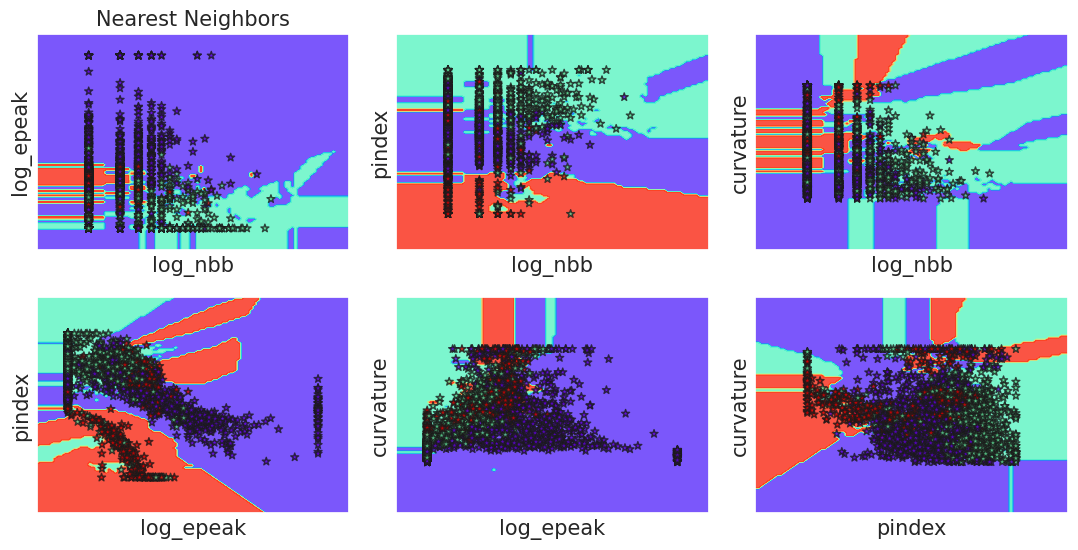 Nearest Neighbors
log_epeak
log_nbb
pindex
log_nbb
curvature
log_nbb
pindex
log_epeak
curvature
log_epeak
curvature
pindex